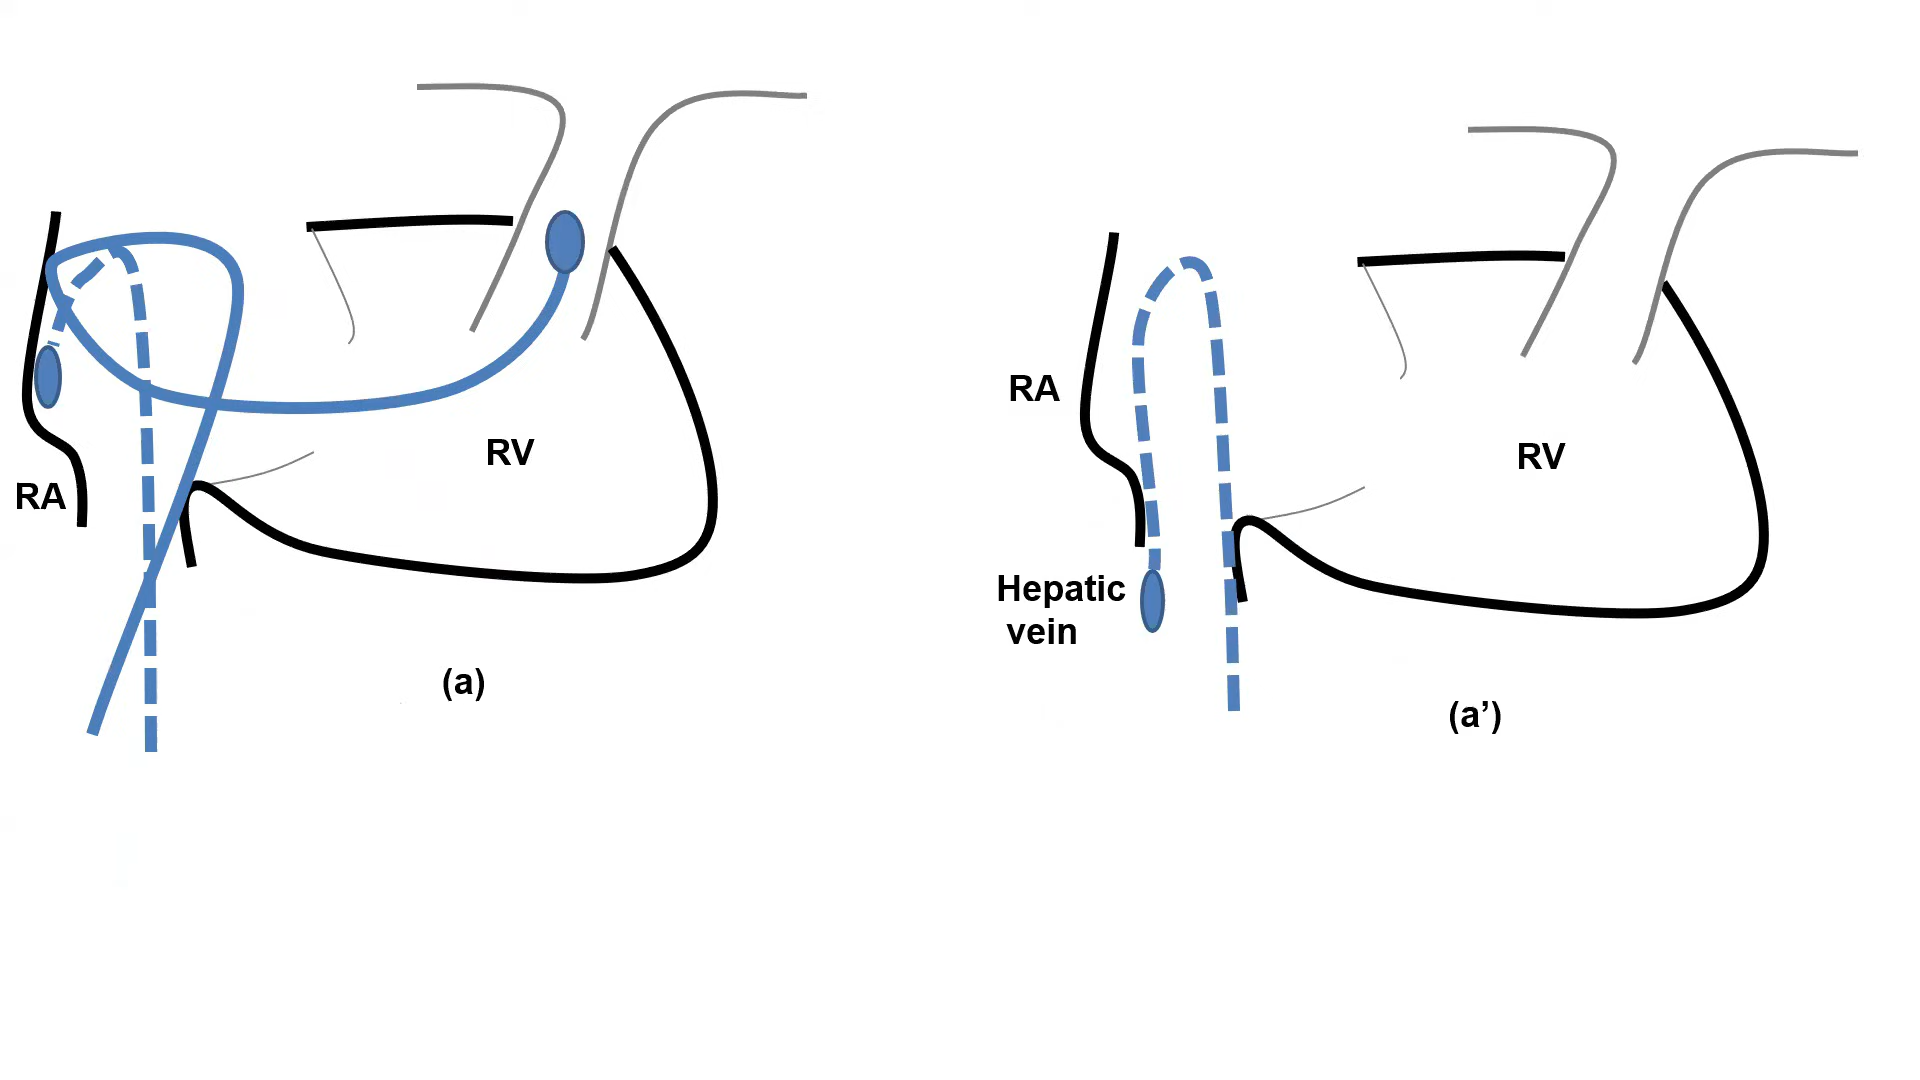 RA
RV
(a)
RA
RV
Hepatic
vein
(a’)